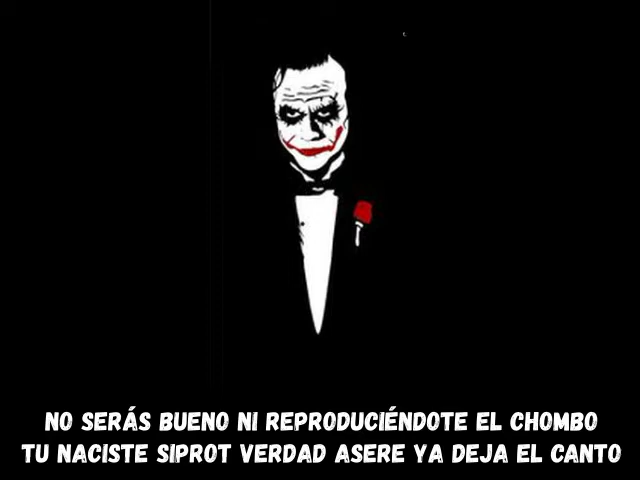 NO SERÁS BUENO NI REPRODUCIÉNDOTE EL CHOMBO
TU NACISTE SIPROT VERDAD ASERE YA DEJA EL CANTO